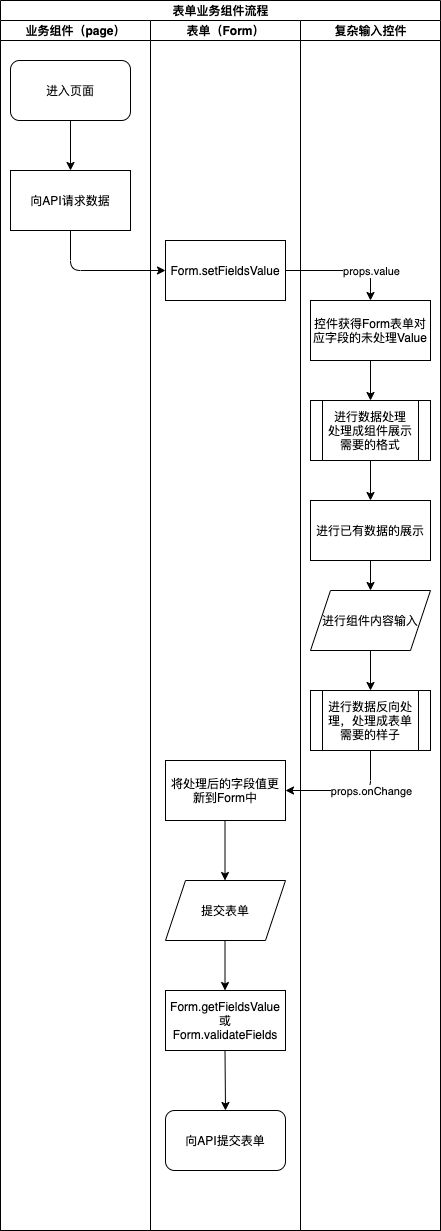 表单业务组件流程
业务组件（page）
表单（Form）
复杂输入控件
进入页面
向API请求数据
Form.setFieldsValue
props.value
控件获得Form表单对
应字段的未处理Value
进行数据处理
处理成组件展示
需要的格式
进行已有数据的展示
进行组件内容输入
进行数据反向处
理，处理成表单
需要的样子
props.onChange
将处理后的字段值更
新到Form中
提交表单
Form.getFieldsValue
或
Form.validateFields
向API提交表单